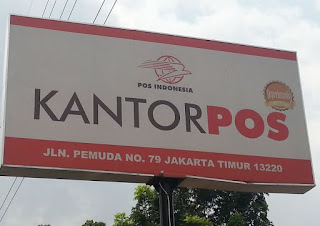 POS INDONESIA
KANTORPOS
JLN. PEMUDA NO. 79 JAKARTA TIMUR 13220